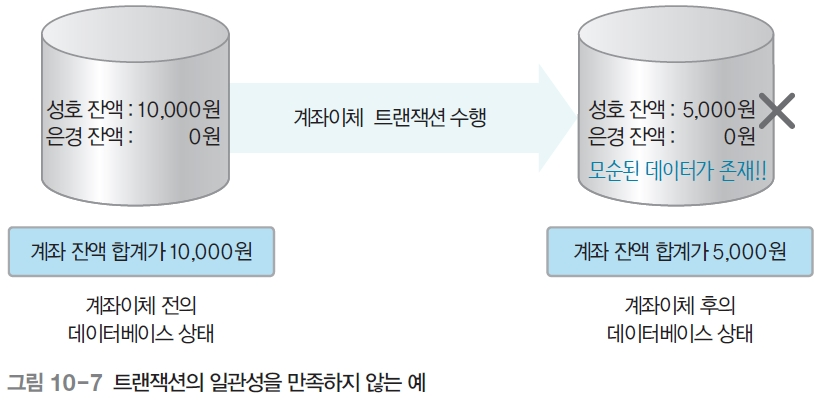 성호 잔액 : 10,000원
은경 잔액 : 0원
계좌이체 트랜잭션 수행
성호 잔액 : 5,000원
은경 잔액 : 0원
모순된 데이터가 존재!!
계좌 잔액 합계가 10,000원
계좌 잔액 합계가 5,000원
계좌이체 전의
데이터베이스 상태
계좌이체 후의
데이터베이스 상태
그림 10-7 트랜잭션의 일관성을 만족하지 않는 예